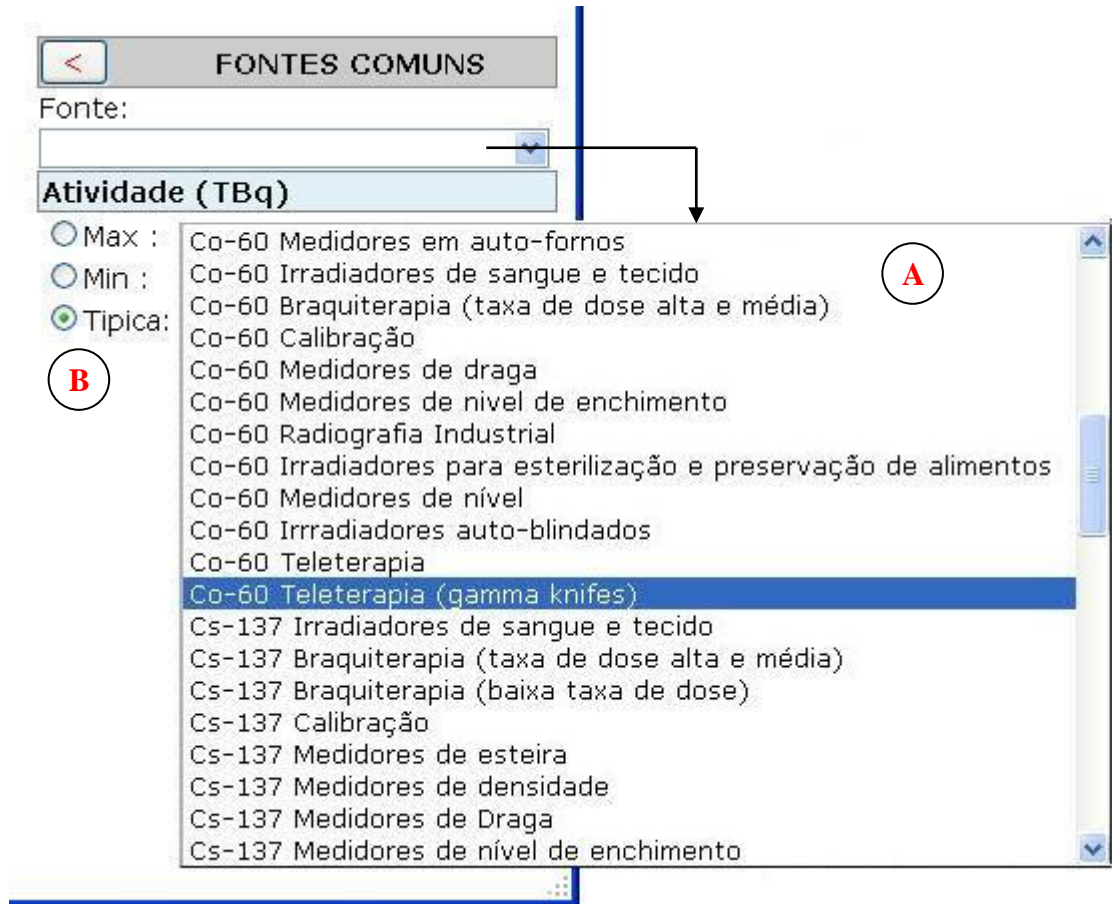 < FONTES COMUNS
Fonte:
Atividade (TBq)
Max :
Min :
Tipica:
A
B
Co-60 Medidores em auto-fornos
Co-60 Irradiadores de sangue e tecido
Co-60 Braquiterapia (taxa de dose alta e média)
Co-60 Calibração
Co-60 Medidores de draga
Co-60 Medidores de nivel de enchimento
Co-60 Radiografia Industrial
Co-60 Irradiadores para esterilização e preservação de alimentos
Co-60 Medidores de nível
Co-60 Irrradiadores auto-blindados
Co-60 Teleterapia
Co-60 Teleterapia (gamma knifes)
Cs-137 Irradiadores de sangue e tecido
Cs-137 Braquiterapia (taxa de dose alta e média)
Cs-137 Braquiterapia (baixa taxa de dose)
Cs-137 Calibração
Cs-137 Medidores de esteira
Cs-137 Medidores de densidade
Cs-137 Medidores de Draga
Cs-137 Medidores de nível de enchimento